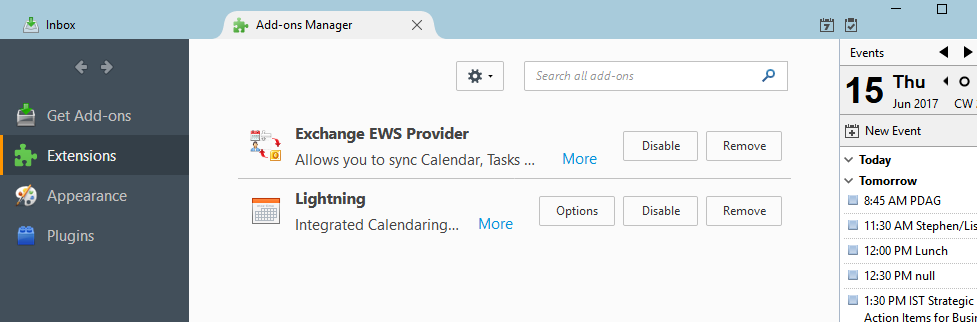 Inbox
Add-ons Manager
Get Add-ons
Extensions
Appearance
Plugins
Search all add-ons
Exchange EWS Provider
Allows you to sync Calendar, Tasks ... More
Disable
Remove
Lightning
Integrated Calendaring... More
Options
Disable
Remove
7
Events
15 Thu
Jun 2017 CW
New Event
Today
Tomorrow
8:45 AM PDAG
11:30 AM Stephen/Lis
12:00 PM Lunch
12:30 PM null
1:30 PM IST Strategic
Action Items for Busin